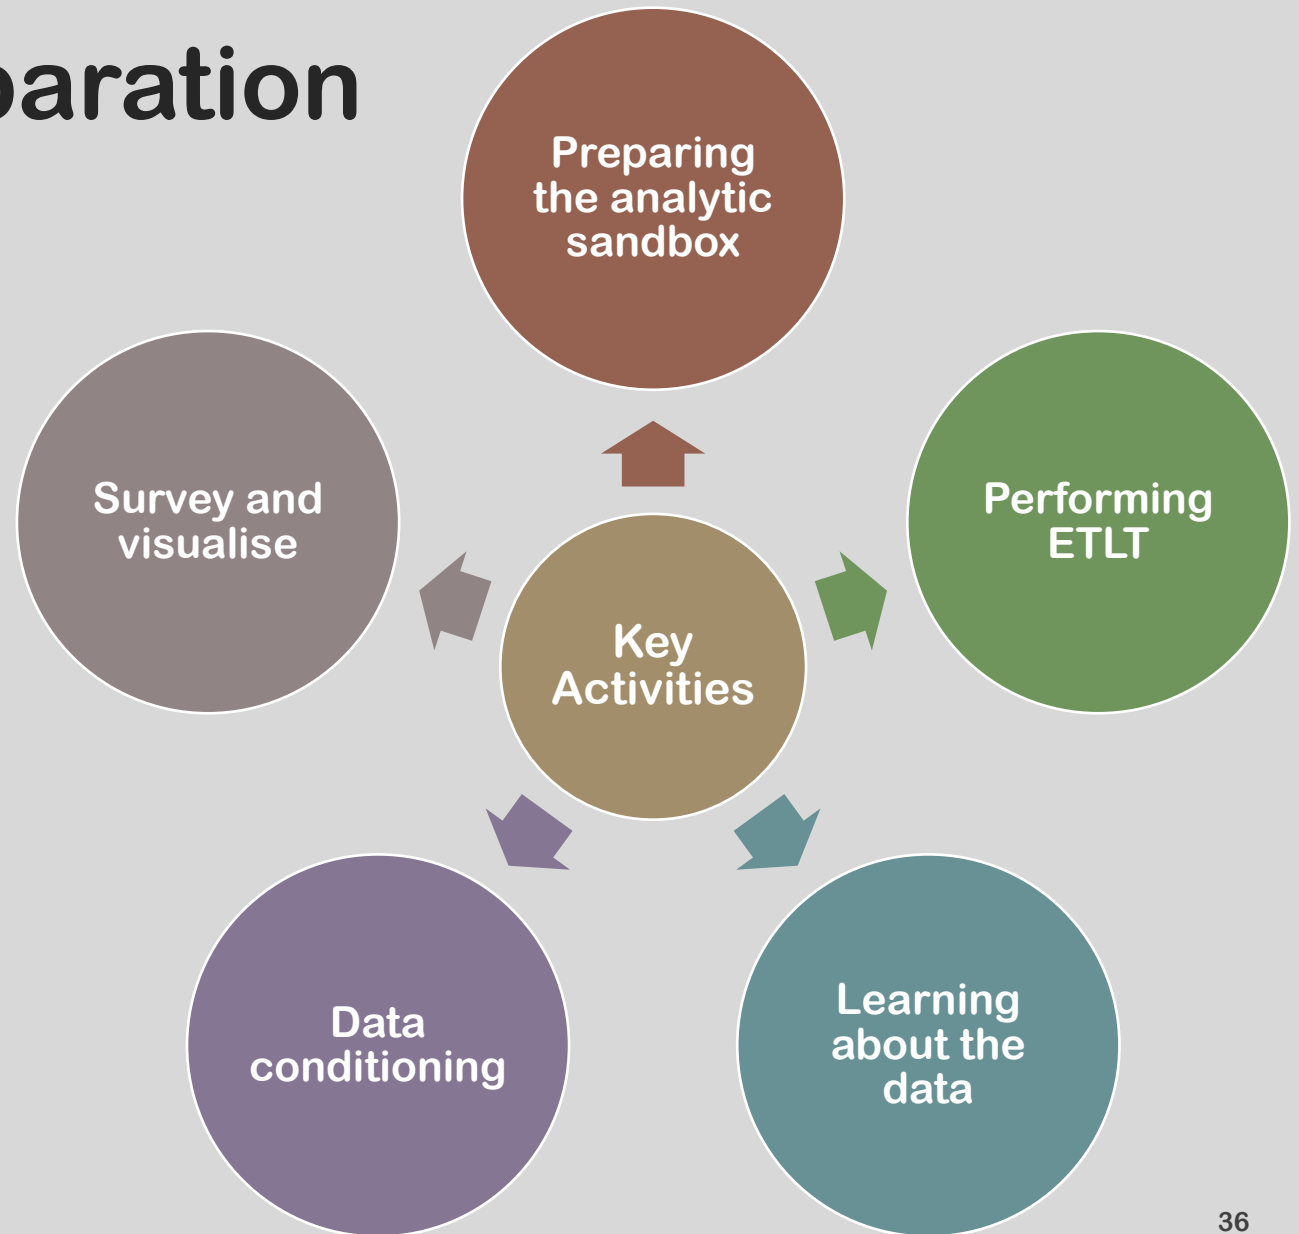 paration
Preparing
the analytic
sandbox
Performing
ETLT
Learning
about the
data
Data
conditioning
Survey and
visualise
Key
Activities
36